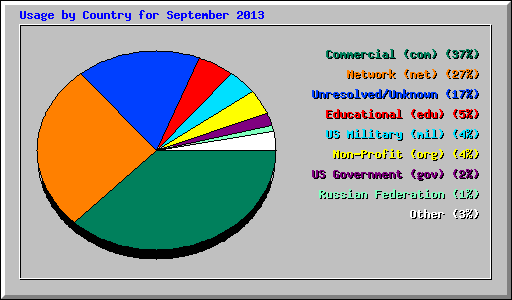 Usage by Country for September 2013
Commercial (com) (37%)
Network (net) (27%)
Unresolved/Unknown (17%)
Educational (edu) (5%)
US Military (mil) (4%)
Non-Profit (org) (4%)
US Government (gov) (2%)
Russian Federation (1%)
Other (3%)